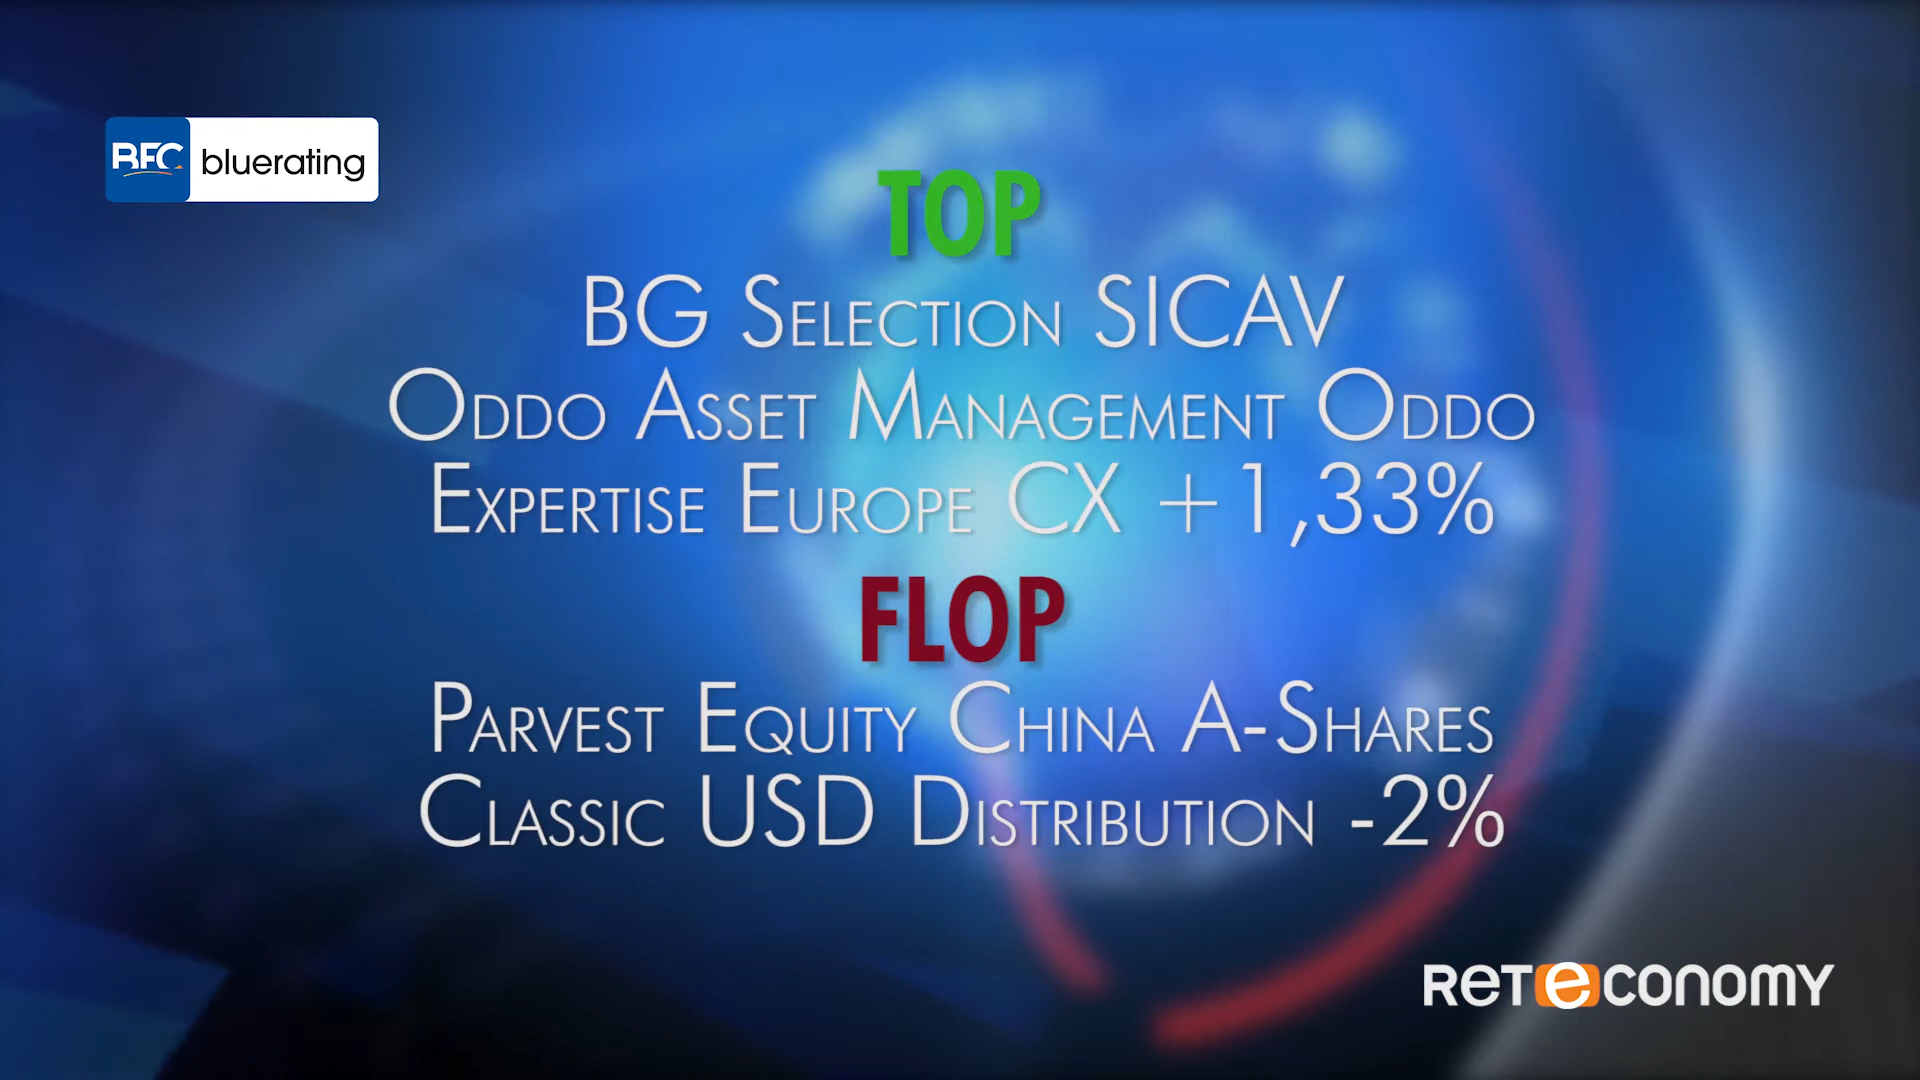 BFC bluerating
TOP
BG Selection SICAV
Oddo Asset Management Oddo
Expertise Europe CX +1,33%
FLOP
Parvest Equity China A-Shares
Classic USD Distribution -2%
RETeCONOMY